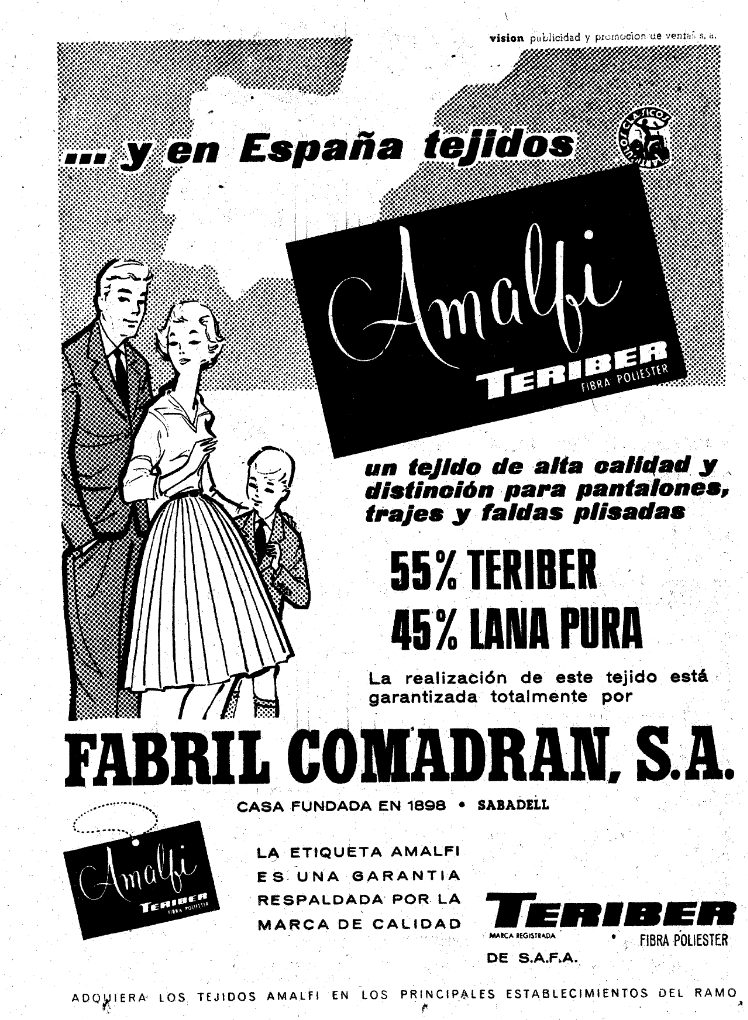 vision publicidad y promocion de ventas s. a.
... y en España tejidos
Amalfi
TERIBER
FIBRA POLIESTER
un tejido de alta calidad y
distinción para pantalones,
trajes y faldas plisadas
55% TERIBER
45% LANA PURA
La realización de este tejido está
garantizada totalmente por
FABRIL COMADRAN, S.A.
CASA FUNDADA EN 1898 • SABADELL
Amalfi
TERIBER
FIBRA POLIESTER
LA ETIQUETA AMALFI
ES UNA GARANTIA
RESPALDADA POR LA
MARCA DE CALIDAD
TERIBER
MARCA REGISTRADA
FIBRA POLIESTER
DE S.A.F.A.
ADQUIERA LOS TEJIDOS AMALFI EN LOS PRINCIPALES ESTABLECIMIENTOS DEL RAMO